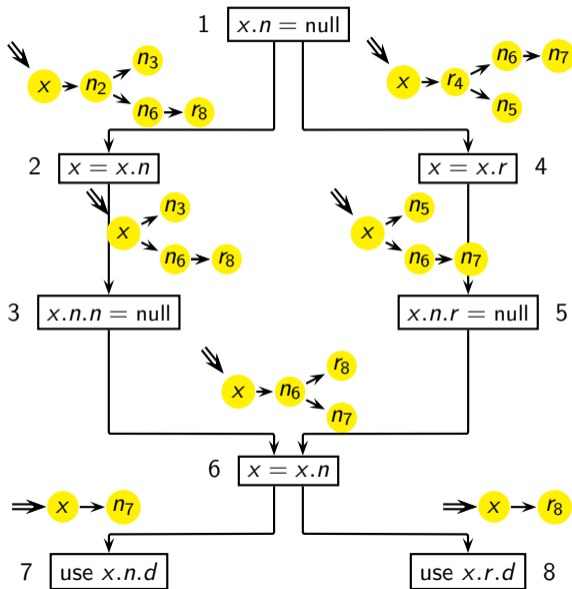 1 x.n = null
n3
x n2
n6 r8
n6 n7
x r4
n5
2 x = x.n
x = x.r 4
n3
x
n6 r8
n5
x
n6 n7
3 x.n.n = null
x.n.r = null 5
r8
x n6
n7
6 x = x.n
x n7
x r8
7 use x.n.d
use x.r.d 8